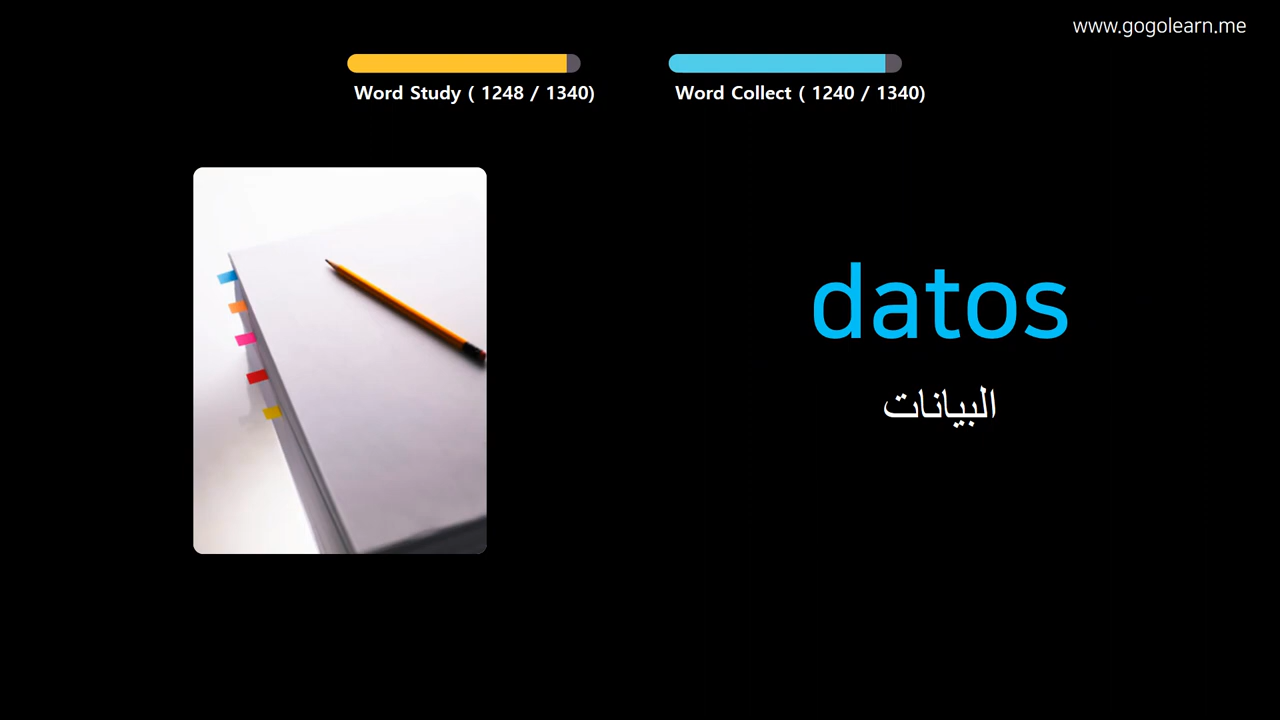 www.gogolearn.me
Word Study ( 1248 / 1340)
Word Collect ( 1240 / 1340)
datos
البيانات